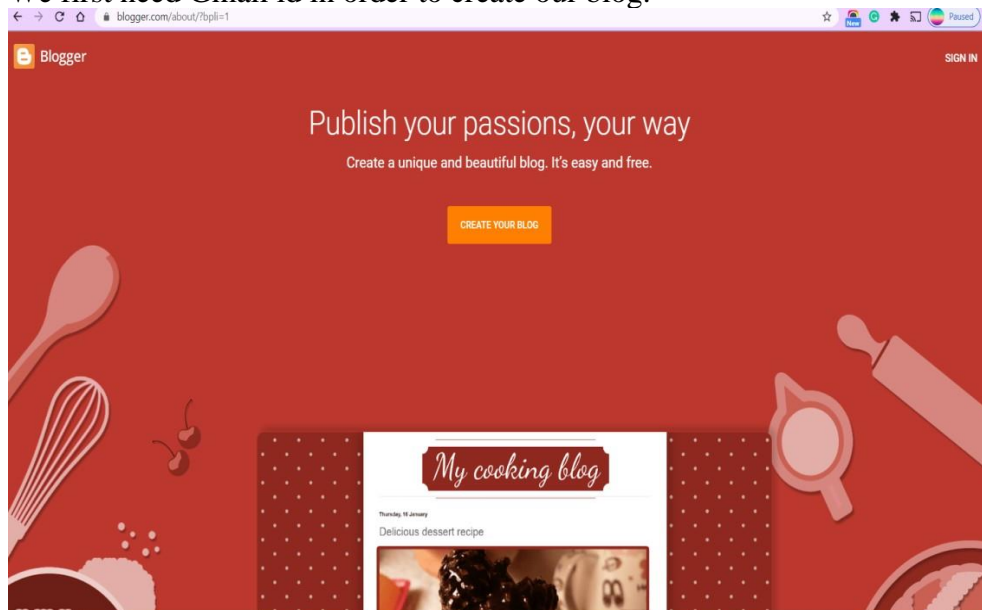 We first need Gmail id in order to create our blog.
blogger.com/about/?bpli=1
New
Paused
Blogger
SIGN IN
Publish your passions, your way
Create a unique and beautiful blog. It's easy and free.
CREATE YOUR BLOG
My cooking blog
Thursday, 18 January
Delicious dessert recipe